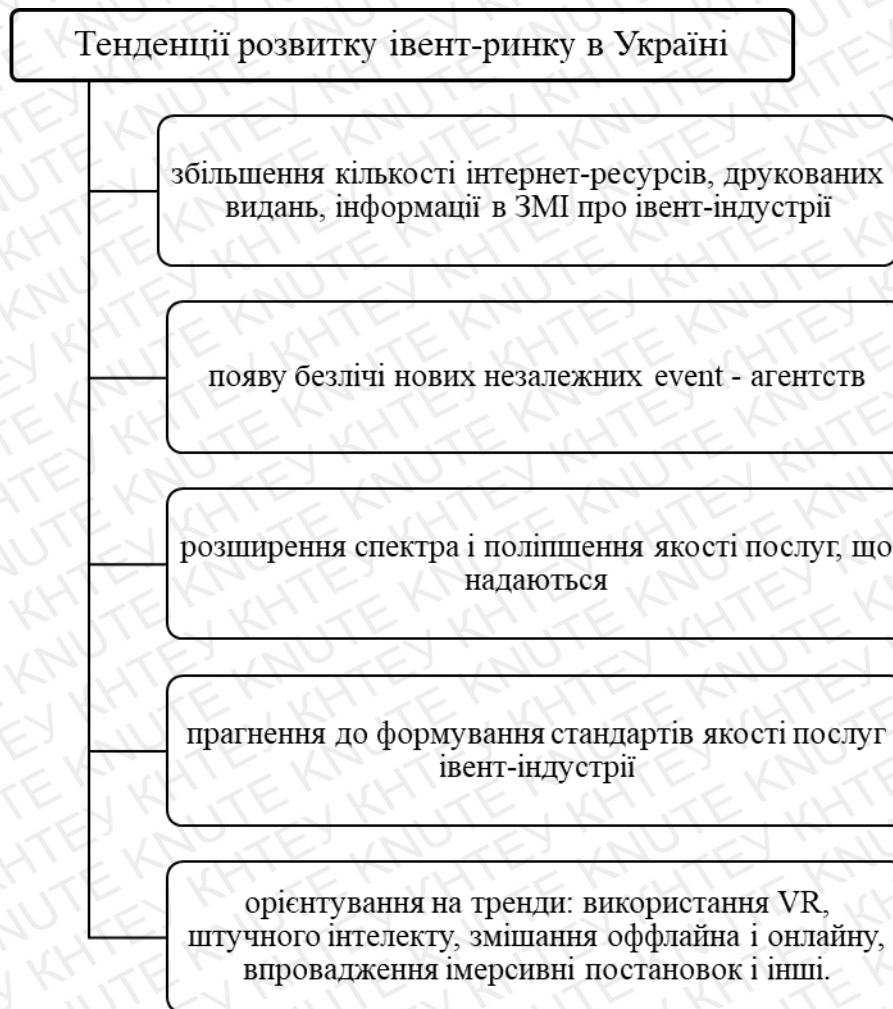 Тенденції розвитку івент-ринку в Україні
збільшення кількості інтернет-ресурсів, друкованих
видань, інформації в ЗМІ про івент-індустрії
появу безлічі нових незалежних event - агентств
розширення спектра і поліпшення якості послуг, що
надаються
прагнення до формування стандартів якості послуг
івент-індустрії
орієнтування на тренди: використання VR,
штучного інтелекту, змішання оффлайна і онлайну,
впровадження імерсивні постановок і інші.